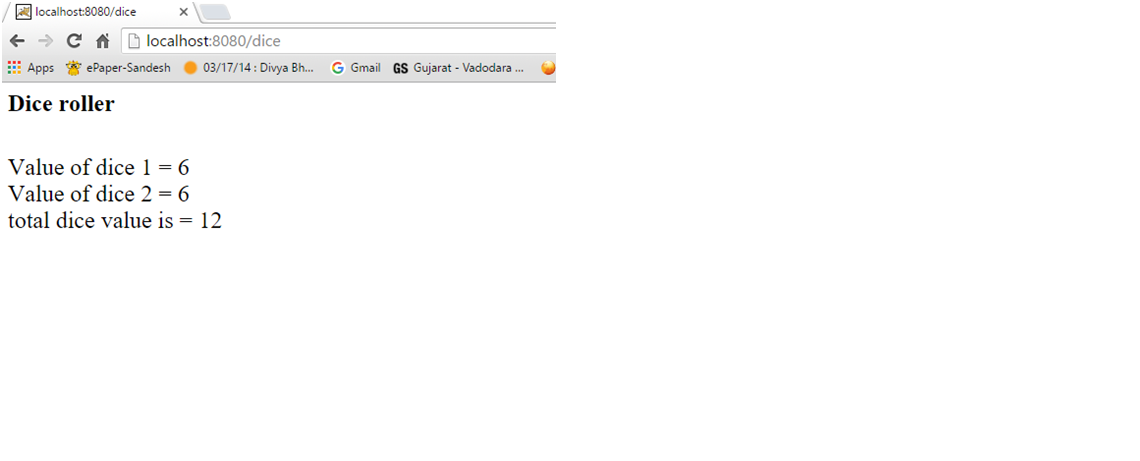 localhost:8080/dice
localhost:8080/dice
Apps ePaper-Sandesh 03/17/14 : Divya Bh... Gmail GS Gujarat - Vadodara ...
Dice roller
Value of dice 1 = 6
Value of dice 2 = 6
total dice value is = 12